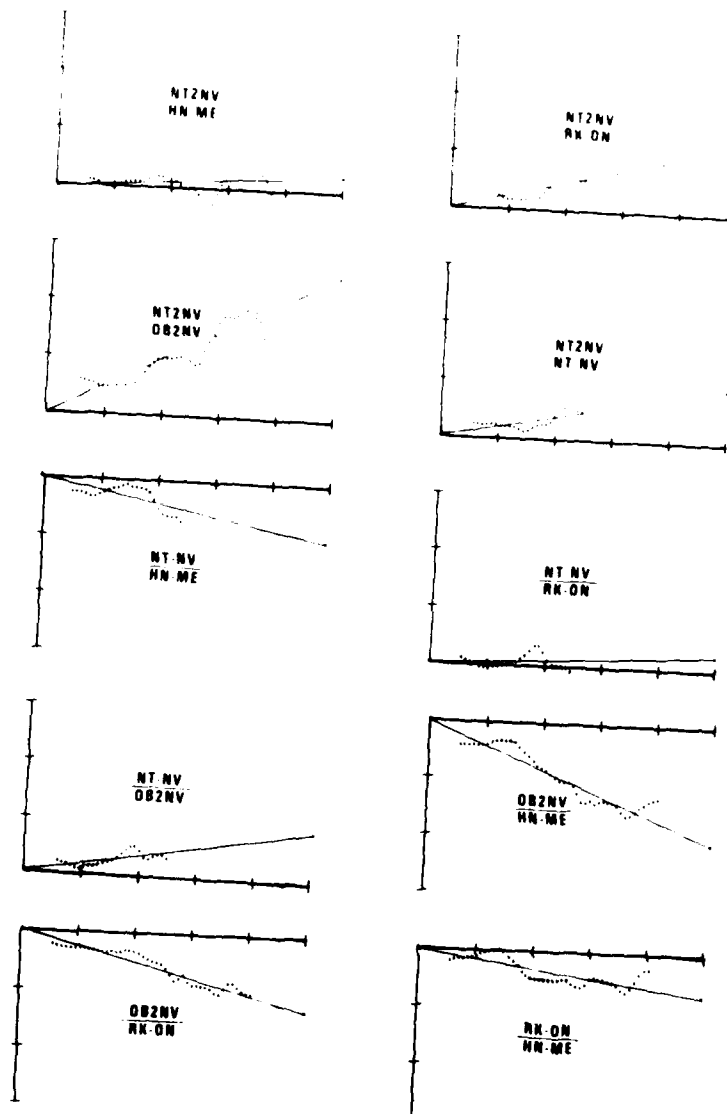 NT2NV
HN ME
NT2NV
RK ON
NT2NV
OB2NV
NT2NV
NT NV
NT-NV
HN-ME
NT NV
RK-ON
NT-NV
OB2NV
OB2NV
HN-ME
OB2NV
RK-ON
RK-ON
HN-ME